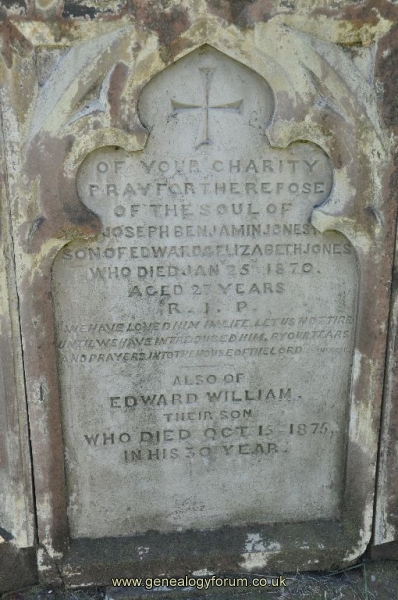 OF YOUR CHARITY
PRAY FOR THE REPOSE
OF THE SOUL OF
JOSEPH BENJAMIN JONES,
SON OF EDWARD & ELIZABETH JONES
WHO DIED JAN 25TH 1870.
AGED 27 YEARS
R. I. P.
WE HAVE LOVED HIM IN LIFE, LET US NOT TIRE
UNTIL WE HAVE INTRODUCED HIM, BY OUR TEARS
AND PRAYERS, INTO THE HOUSE OF THE LORD
ALSO OF
EDWARD WILLIAM.
THEIR SON
WHO DIED OCT 15TH 1875.
IN HIS 30 YEAR.
www.genealogyforum.co.uk